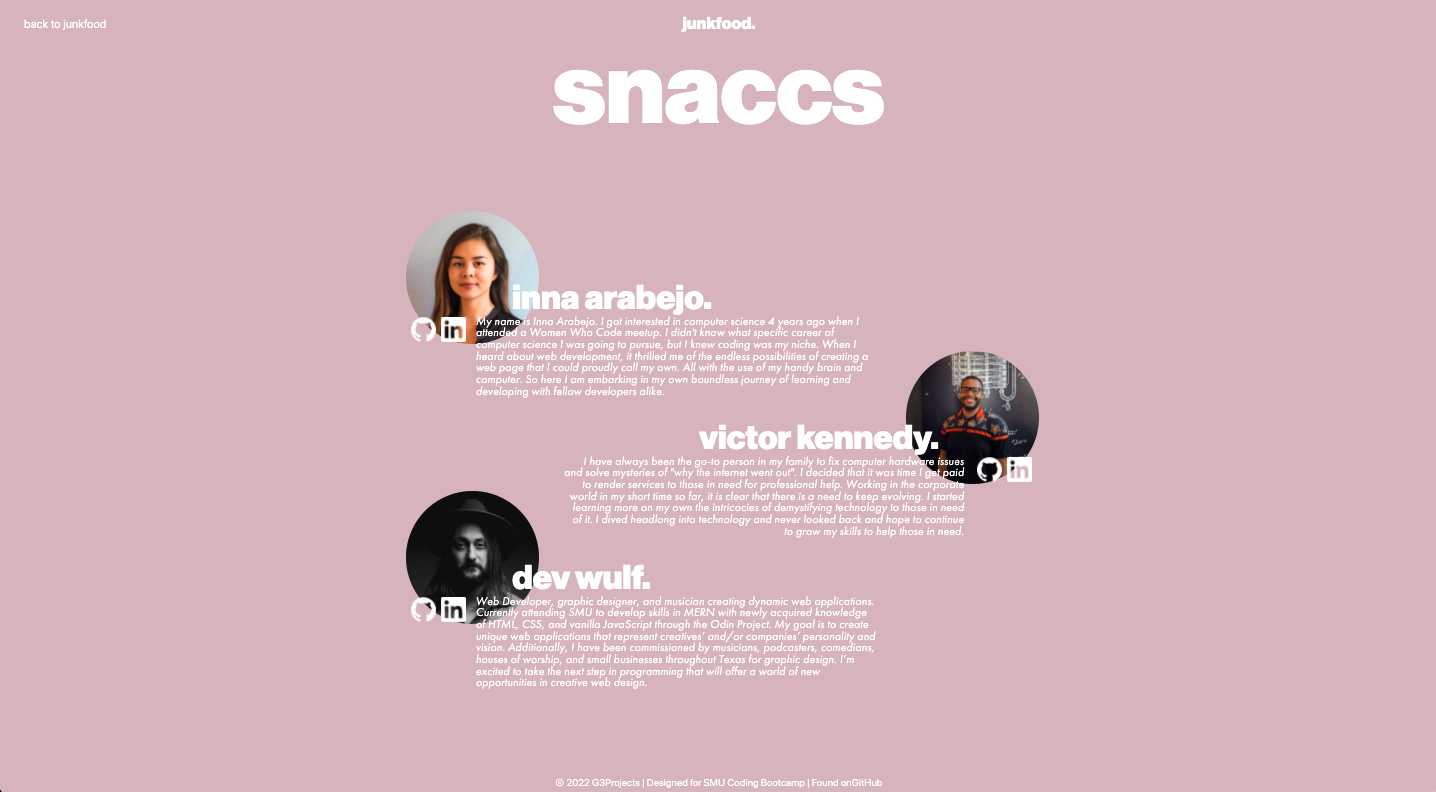 back to junkfood
junkfood.
snaccs
inna arabejo.
My name is Inna Arabejo. I got interested in computer science 4 years ago when I
attended a Women Who Code meetup. I didn't know what specific career of
computer science I was going to pursue, but I knew coding was my niche. When I
heard about web development, it thrilled me of the endless possibilities of creating a
web page that I could proudly call my own. All with the use of my handy brain and
computer. So here I am embarking in my own boundless journey of learning and
developing with fellow developers alike.
in
victor kennedy.
I have always been the go-to person in my family to fix computer hardware issues
and solve mysteries of "why the internet went out". I decided that it was time I get paid
to render services to those in need for professional help. Working in the corporate
world in my short time so far, it is clear that there is a need to keep evolving. I started
learning more on my own the intricacies of demystifying technology to those in need
of it. I dived headlong into technology and never looked back and hope to continue
to grow my skills to help those in need.
in
dev wulf.
Web Developer, graphic designer, and musician creating dynamic web applications.
Currently attending SMU to develop skills in MERN with newly acquired knowledge
of HTML, CSS, and vanilla JavaScript through the Odin Project. My goal is to create
unique web applications that represent creatives’ and/or companies’ personality and
vision. Additionally, I have been commissioned by musicians, podcasters, comedians,
houses of worship, and small businesses throughout Texas for graphic design. I’m
excited to take the next step in programming that will offer a world of new
opportunities in creative web design.
in
© 2022 G3Projects | Designed for SMU Coding Bootcamp | Found onGitHub